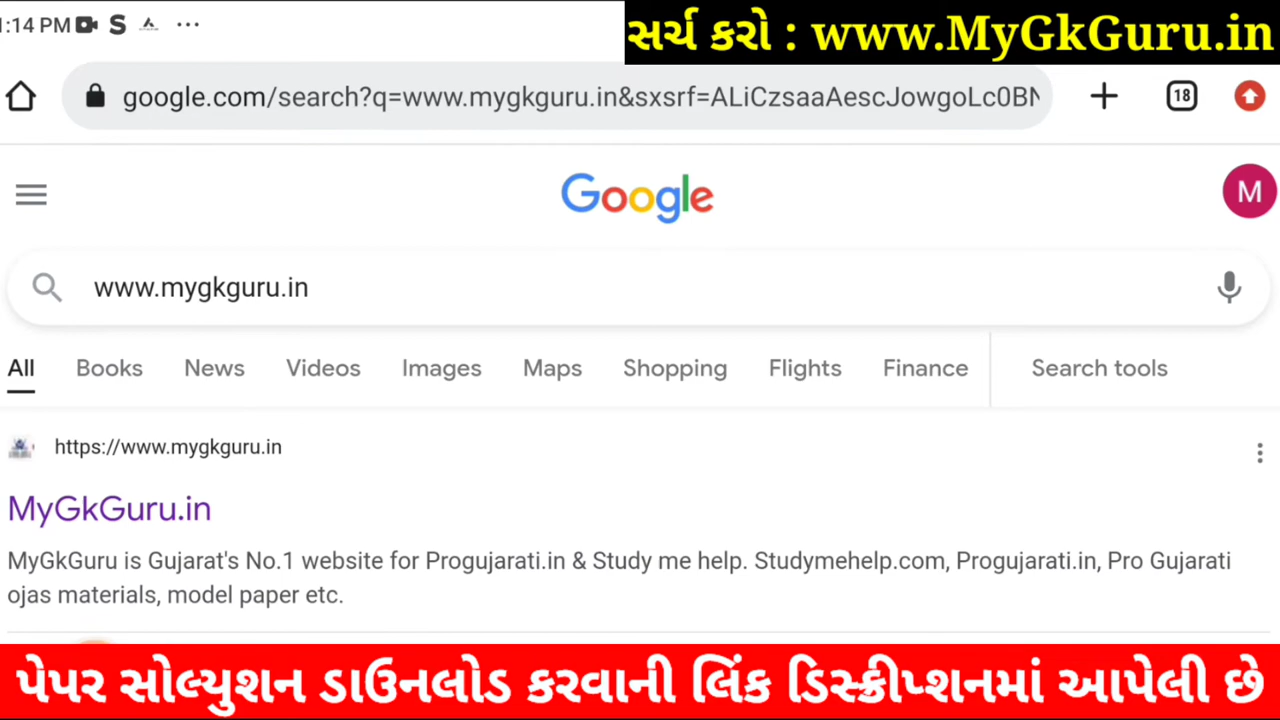 1:14 PM
સર્ચ કરો : www.MyGkGuru.in
google.com/search?q=www.mygkguru.in&sxsrf=ALiCzsaaAescJowgoLc0BN
18
Google
M
www.mygkguru.in
All Books News Videos Images Maps Shopping Flights Finance Search tools
https://www.mygkguru.in
MyGkGuru.in
MyGkGuru is Gujarat's No.1 website for Progujarati.in & Study me help. Studymehelp.com, Progujarati.in, Pro Gujarati
ojas materials, model paper etc.
પેપર સોલ્યુશન ડાઉનલોડ કરવાની લિંક ડિસ્ક્રીપ્શનમાં આપેલી છે